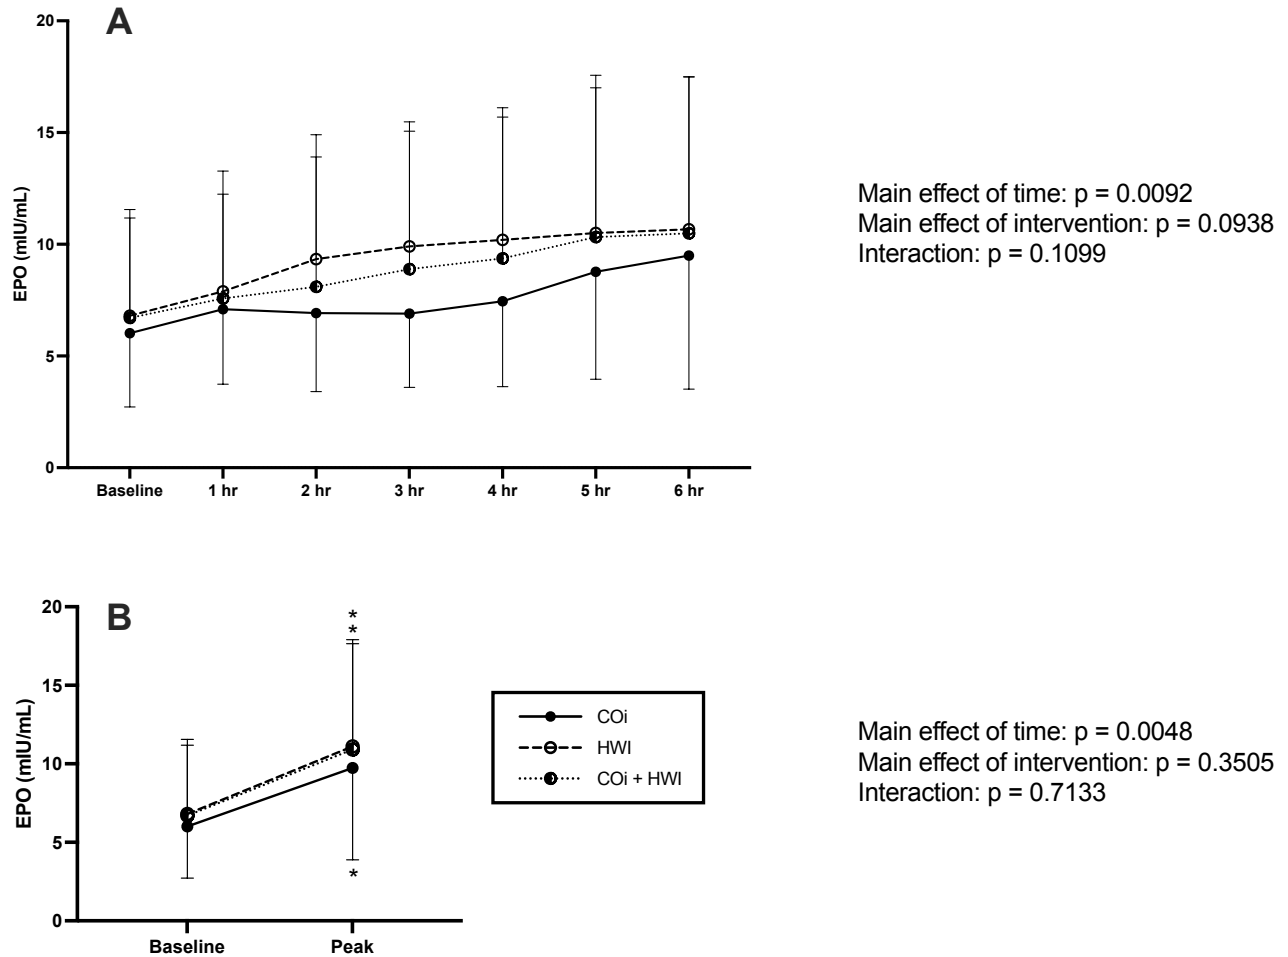 A
20
15
10
5
0
EPO (mIU/mL)
Baseline 1 hr 2 hr 3 hr 4 hr 5 hr 6 hr
Main effect of time: p = 0.0092
Main effect of intervention: p = 0.0938
Interaction: p = 0.1099
B
20
15
10
5
0
EPO (mIU/mL)
*
*
*
Baseline Peak
COi
HWI
COi + HWI
Main effect of time: p = 0.0048
Main effect of intervention: p = 0.3505
Interaction: p = 0.7133